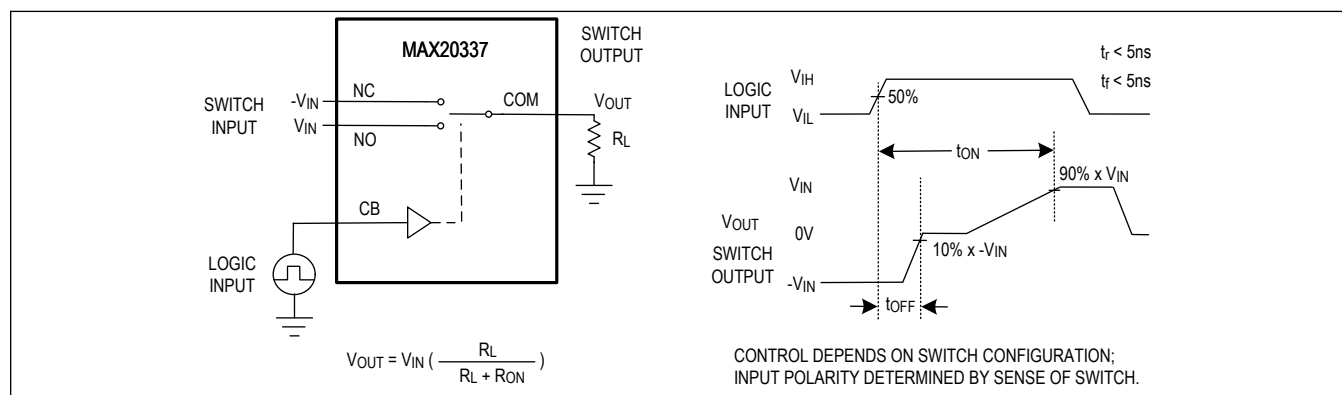 MAX20337
SWITCH
OUTPUT
SWITCH
INPUT
-VIN
NC
VIN
NO
COM
VOUT
RL
CB
LOGIC
INPUT
VOUT = VIN ( RL / RL + RON )
tr < 5ns
tf < 5ns
LOGIC
INPUT
VIH
VIL
50%
tON
VIN
90% x VIN
VOUT
0V
SWITCH
OUTPUT
10% x -VIN
-VIN
tOFF
CONTROL DEPENDS ON SWITCH CONFIGURATION;
INPUT POLARITY DETERMINED BY SENSE OF SWITCH.